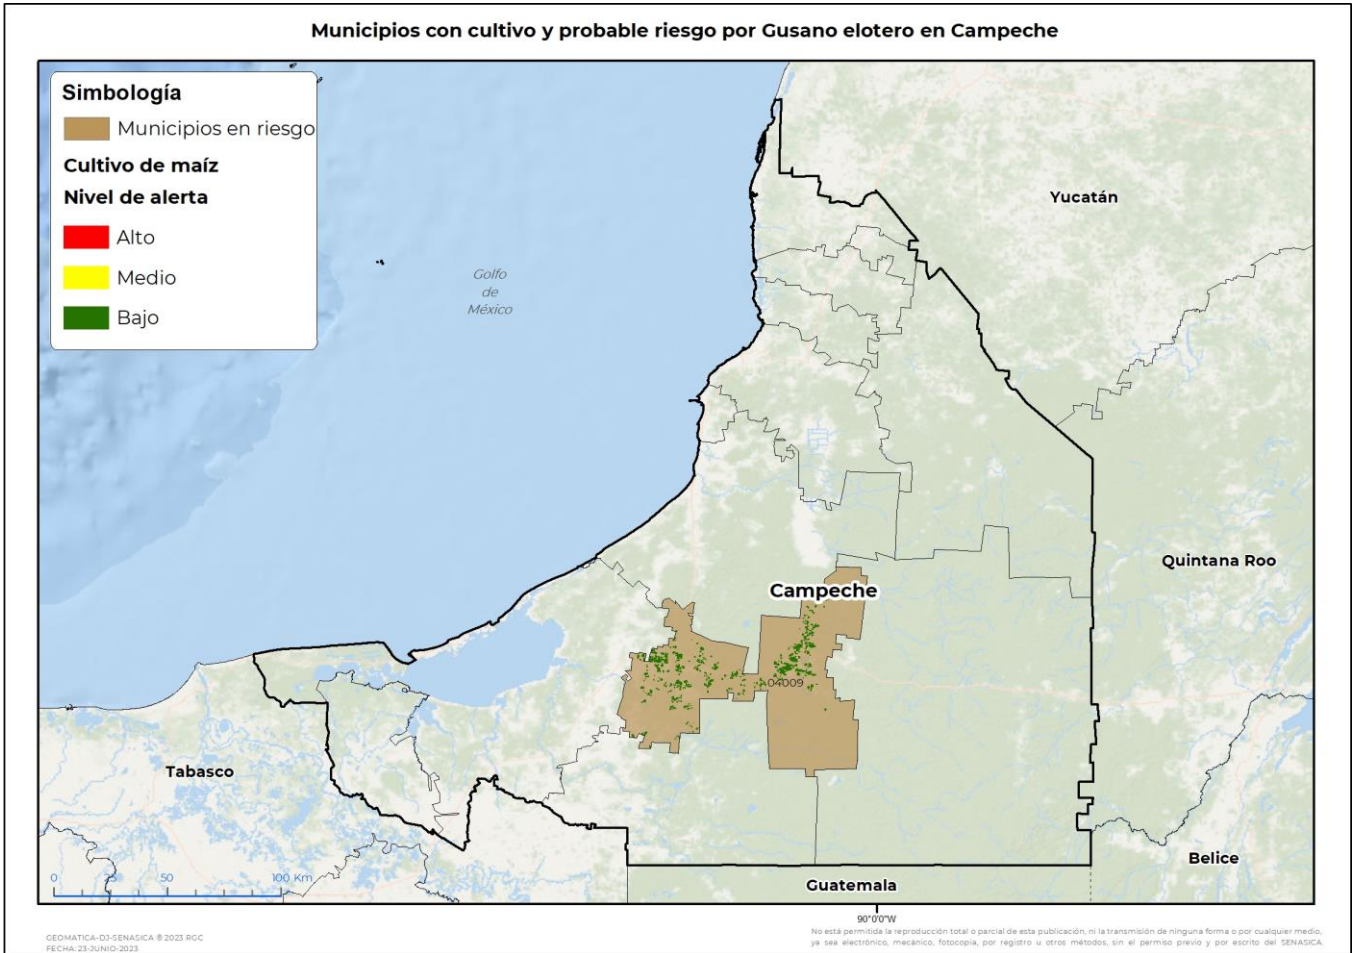 Municipios con cultivo y probable riesgo por Gusano elotero en Campeche
Simbología
Municipios en riesgo
Cultivo de maíz
Nivel de alerta
Alto
Medio
Bajo
Golfo
de
México
Yucatán
Quintana Roo
Campeche
04009
Tabasco
Belice
Guatemala
0 25 50 100 Km
90°0'0"W
GEOMATICA-DJ-SENASICA ® 2023 RGC
FECHA: 23-JUNIO-2023
No está permitida la reproducción total o parcial de esta publicación, ni la transmisión de ninguna forma o por cualquier medio,
ya sea electrónico, mecánico, fotocopia, por registro u otros métodos, sin el permiso previo y por escrito del SENASICA.